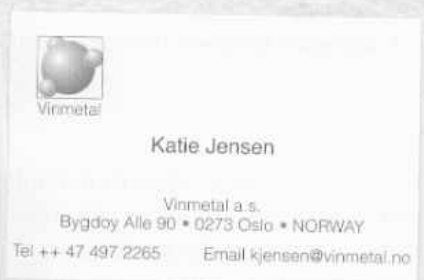 Vinmetal
Katie Jensen
Vinmetal a.s.
Bygdoy Alle 90 • 0273 Oslo • NORWAY
Tel ++ 47 497 2265 Email kjensen@vinmetal.no